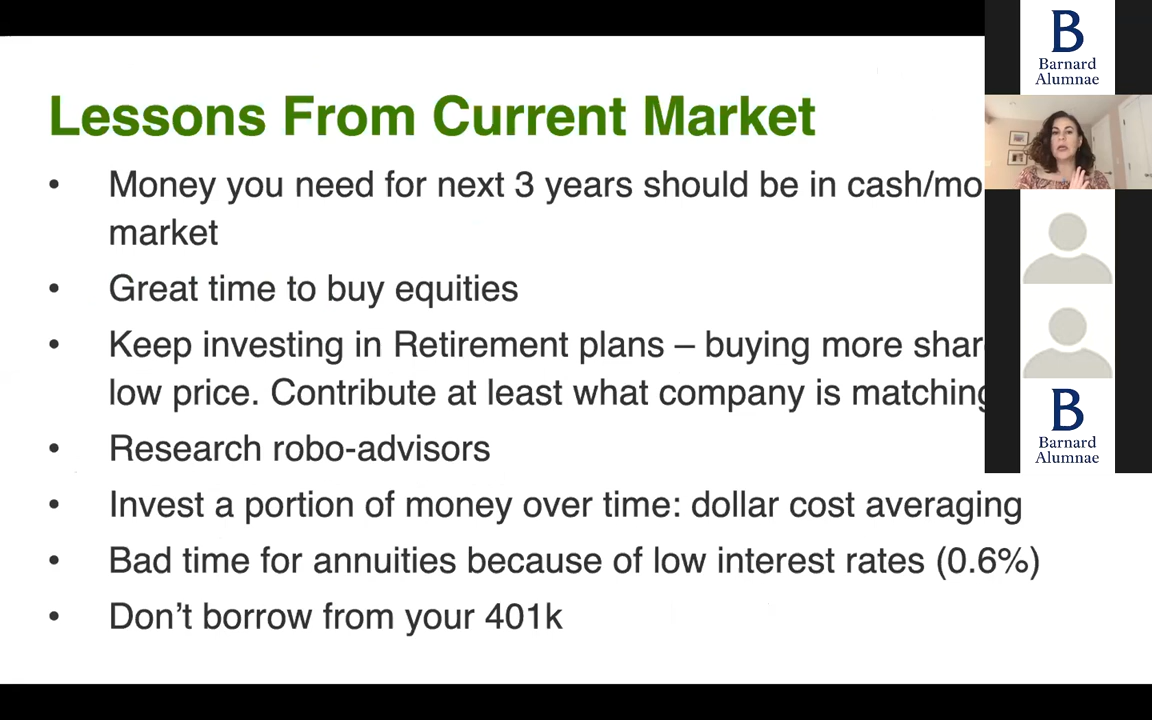 Lessons From Current Market
• Money you need for next 3 years should be in cash/mo
market
• Great time to buy equities
• Keep investing in Retirement plans – buying more shar
low price. Contribute at least what company is matching
• Research robo-advisors
• Invest a portion of money over time: dollar cost averaging
• Bad time for annuities because of low interest rates (0.6%)
• Don’t borrow from your 401k
B
Barnard
Alumnae
B
Barnard
Alumnae